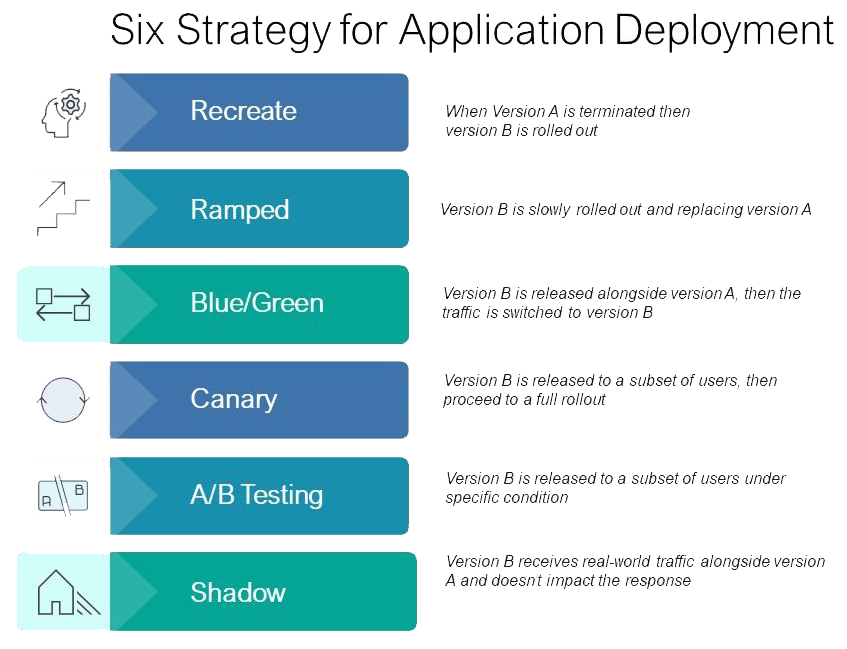 Six Strategy for Application Deployment
Recreate
When Version A is terminated then
version B is rolled out
Ramped
Version B is slowly rolled out and replacing version A
Blue/Green
Version B is released alongside version A, then the
traffic is switched to version B
Canary
Version B is released to a subset of users, then
proceed to a full rollout
A B
A/B Testing
Version B is released to a subset of users under
specific condition
Shadow
Version B receives real-world traffic alongside version
A and doesn't impact the response